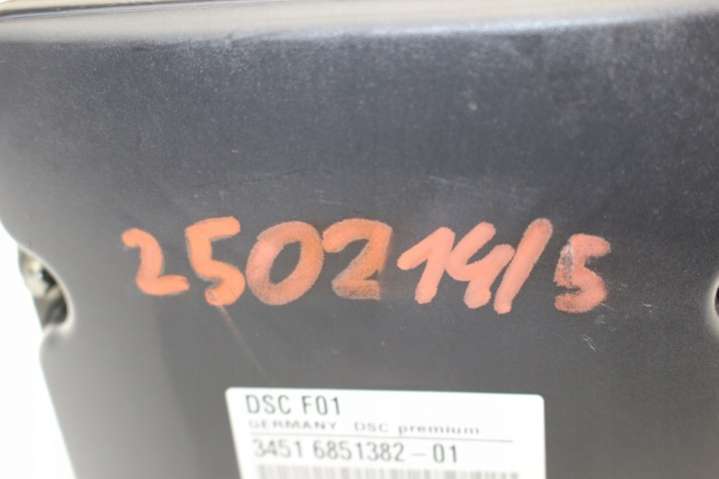 250214/5
DSC F01
GERMANY DSC premium
3451 6851382-01